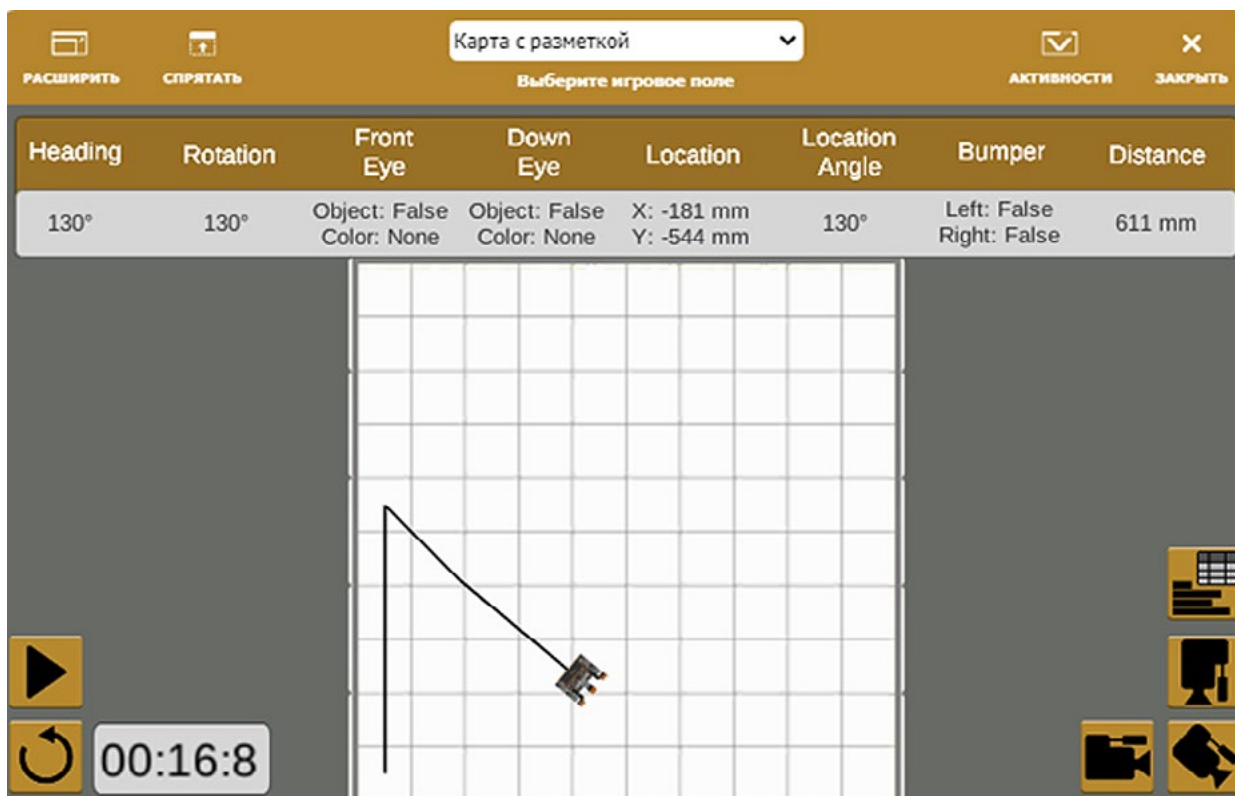 Карта с разметкой
РАСШИРИТЬ
СПРЯТАТЬ
Выберите игровое поле
АКТИВНОСТИ
ЗАКРЫТЬ
Heading
Rotation
Front
Eye
Down
Eye
Location
Location
Angle
Bumper
Distance
130°
130°
Object: False
Color: None
Object: False
Color: None
X: -181 mm
Y: -544 mm
130°
Left: False
Right: False
611 mm
00:16:8